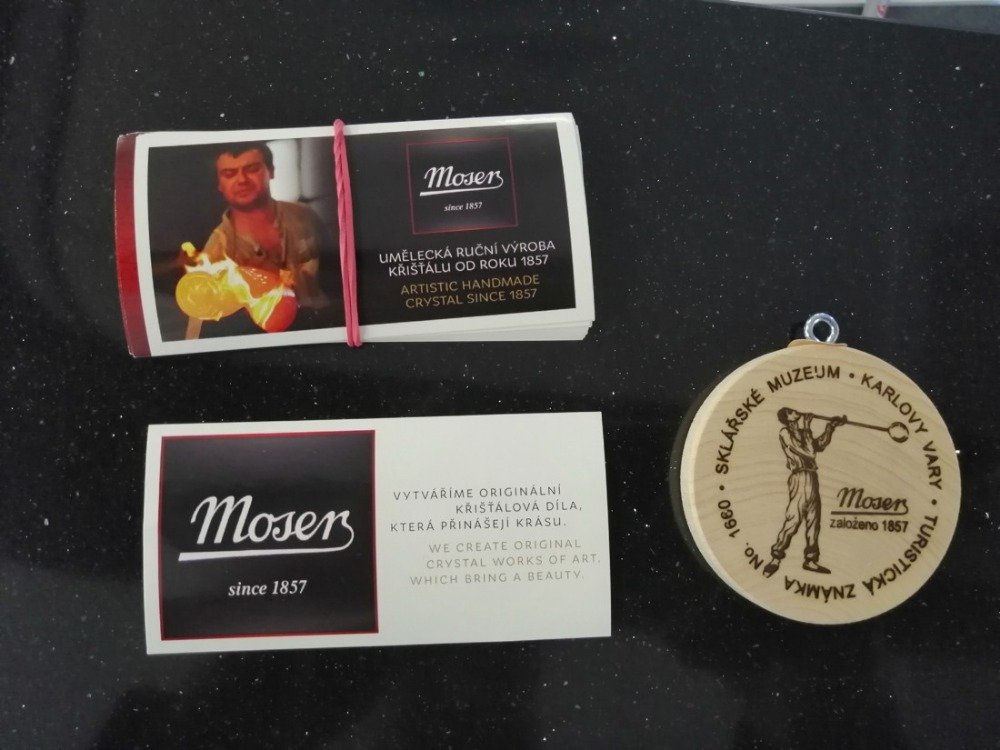 Moser
since 1857
UMĚLECKÁ RUČNÍ VÝROBA
KŘIŠŤÁLU OD ROKU 1857
ARTISTIC HANDMADE
CRYSTAL SINCE 1857
Moser
since 1857
VYTVÁŘÍME ORIGINÁLNÍ
KŘIŠŤÁLOVÁ DÍLA,
KTERÁ PŘINÁŠEJÍ KRÁSU.
WE CREATE ORIGINAL
CRYSTAL WORKS OF ART,
WHICH BRING A BEAUTY.
No. 1660 • SKLÁŘSKÉ MUZEUM • KARLOVY VARY • TURISTICKÁ ZNÁMKA
Moser
založeno 1857